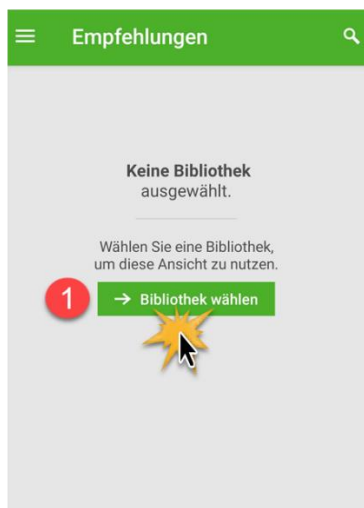 Empfehlungen
Keine Bibliothek
ausgewählt.
Wählen Sie eine Bibliothek,
um diese Ansicht zu nutzen.
1
→ Bibliothek wählen